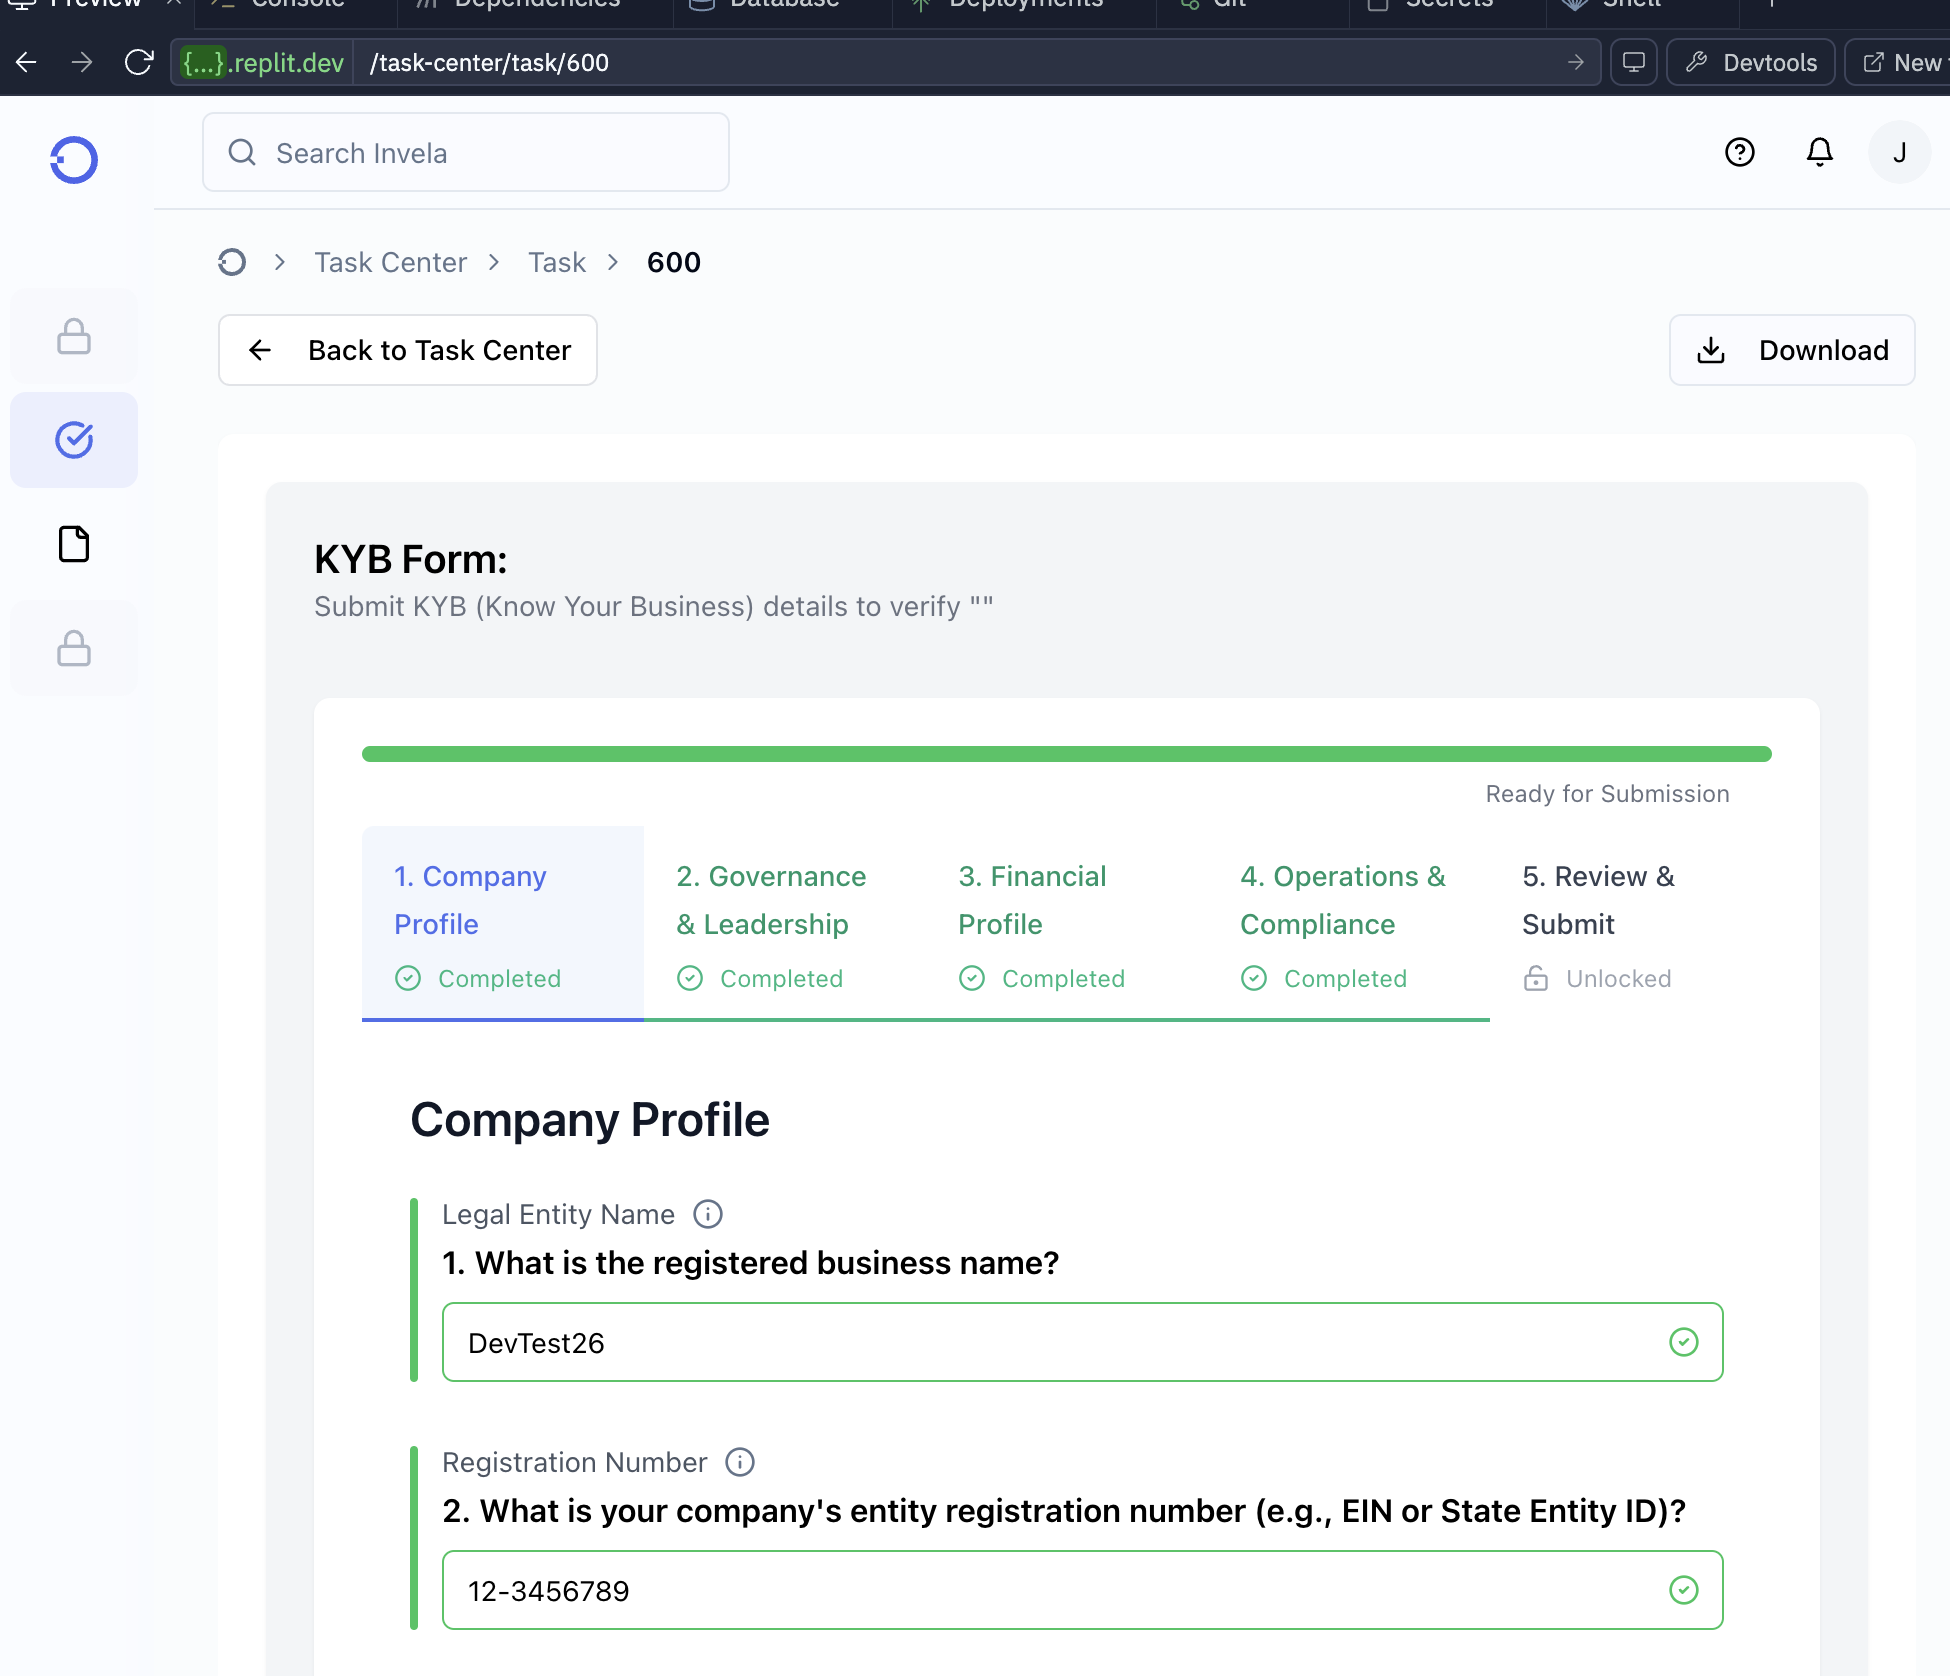 Preview
Console
Dependencies
Database
Deployments
Git
Secrets
Shell
{...}.replit.dev
/task-center/task/600
Devtools
New
Search Invela
J
Task Center
Task
600
Back to Task Center
Download
KYB Form:
Submit KYB (Know Your Business) details to verify ""
Ready for Submission
1. Company
Profile
Completed
2. Governance
& Leadership
Completed
3. Financial
Profile
Completed
4. Operations &
Compliance
Completed
5. Review &
Submit
Unlocked
Company Profile
Legal Entity Name
1. What is the registered business name?
DevTest26
Registration Number
2. What is your company's entity registration number (e.g., EIN or State Entity ID)?
12-3456789